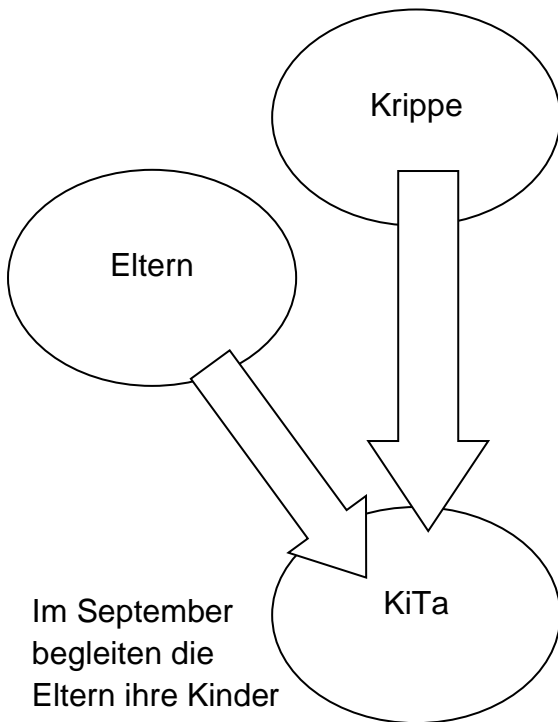 Krippe
Eltern
KiTa
Im September
begleiten die
Eltern ihre Kinder